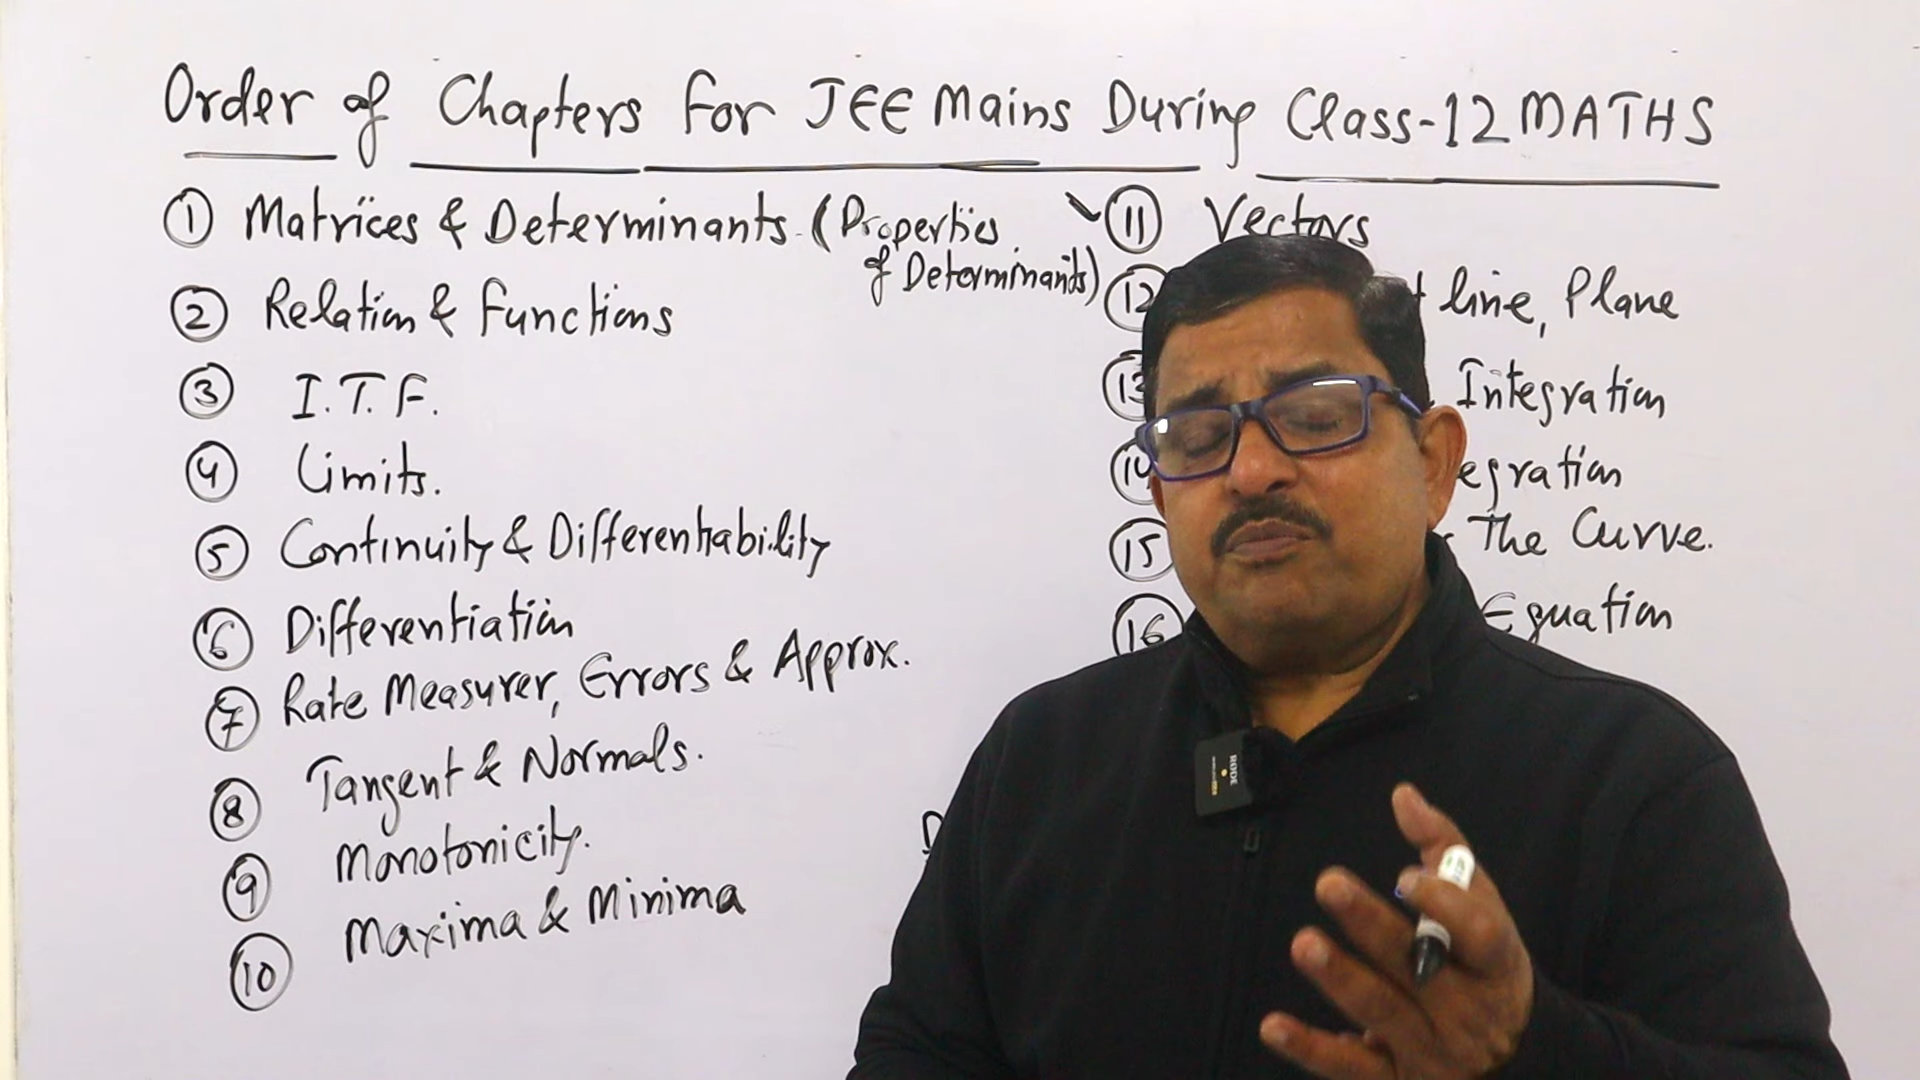 Order of Chapters for JEE Mains During Class-12 MATHS
① Matrices & Determinants (Properties of Determinants)
② Relation & Functions
③ I.T.F.
④ Limits.
⑤ Continuity & Differentiability
⑥ Differentiation
⑦ Rate Measurer, Errors & Approx.
⑧ Tangent & Normals.
⑨ Monotonicity.
⑩ Maxima & Minima
⑪ Vectors
⑫ line, Plane
⑬ Integration
⑭
⑮ The Curve.
⑯ Equation
RODE